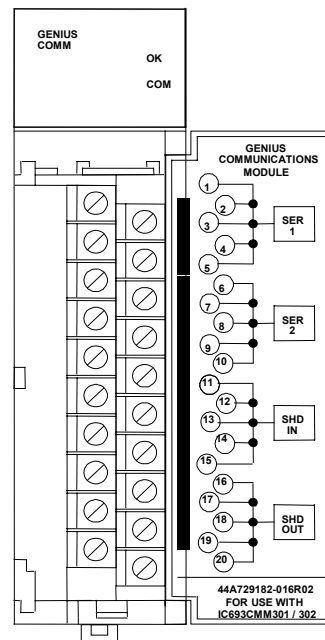 GENIUS
COMM
OK
COM
GENIUS
COMMUNICATIONS
MODULE
1
2
3
4
5
SER
1
6
7
8
9
10
SER
2
11
12
13
14
15
SHD
IN
16
17
18
19
20
SHD
OUT
44A729182-016R02
FOR USE WITH
IC693CMM301 / 302